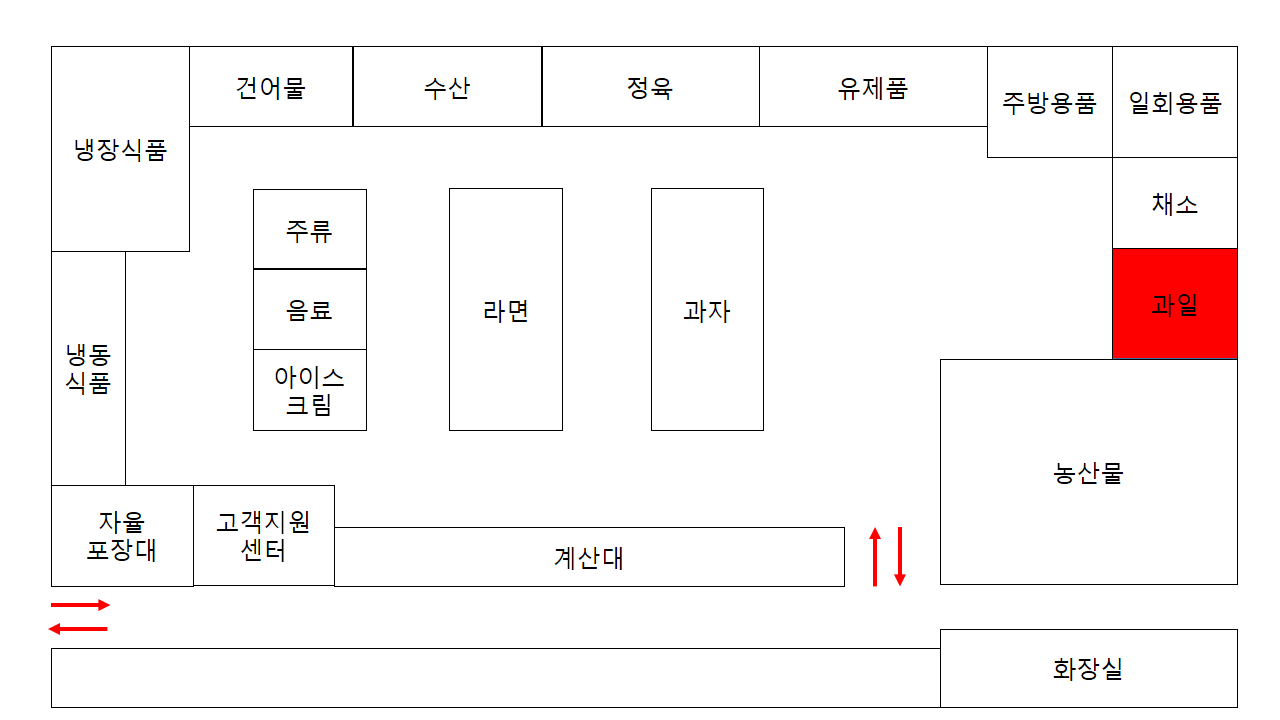 건어물
수산
정육
유제품
주방용품
일회용품
냉장식품
채소
주류
음료
아이스
크림
라면
과자
과일
냉동
식품
농산물
자율
포장대
고객지원
센터
계산대
화장실